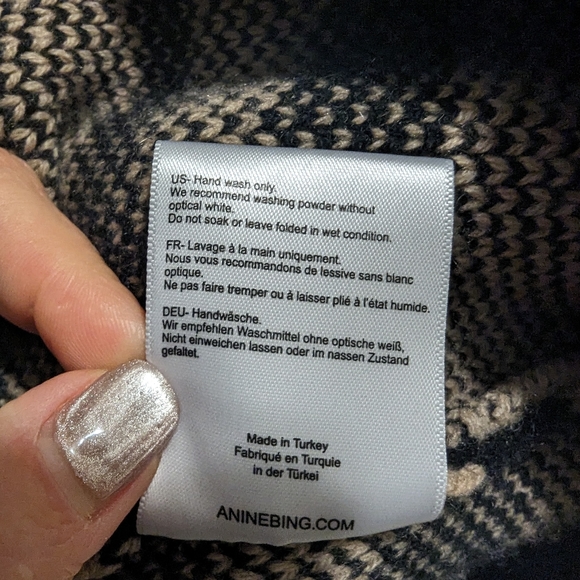 US- Hand wash only.
We recommend washing powder without
optical white.
Do not soak or leave folded in wet condition.
FR- Lavage à la main uniquement.
Nous vous recommandons de lessive sans blanc
optique.
Ne pas faire tremper ou à laisser plié à l'état humide.
DEU- Handwäsche.
Wir empfehlen Waschmittel ohne optische weiß,
Nicht einweichen lassen oder im nassen Zustand
gefaltet.
Made in Turkey
Fabriqué en Turquie
in der Türkei
ANINEBING.COM